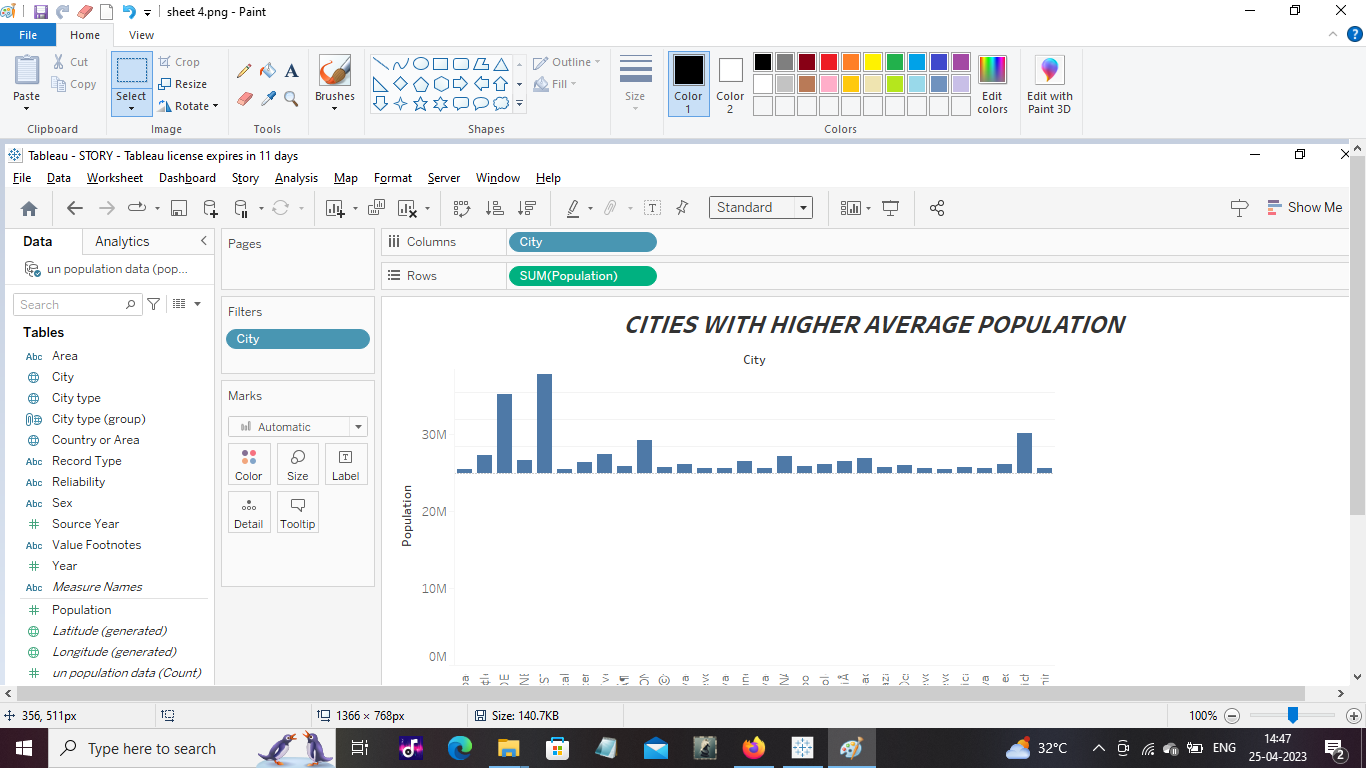 sheet 4.png - Paint
File Home View
Paste
Cut
Copy
Clipboard
Select
Crop
Resize
Rotate
Image
Tools
Brushes
Shapes
Outline
Fill
Size
Color 1
Color 2
Colors
Edit colors
Edit with Paint 3D
Tableau - STORY - Tableau license expires in 11 days
File Data Worksheet Dashboard Story Analysis Map Format Server Window Help
Standard
Show Me
Data Analytics
un population data (pop...
Search
Tables
Abc Area
City
City type
City type (group)
Country or Area
Abc Record Type
Abc Reliability
Abc Sex
# Source Year
Abc Value Footnotes
# Year
Abc Measure Names
# Population
Latitude (generated)
Longitude (generated)
# un population data (Count)
Pages
Filters
City
Marks
Automatic
Color Size Label
Detail Tooltip
Columns City
Rows SUM(Population)
CITIES WITH HIGHER AVERAGE POPULATION
City
30M
20M
10M
0M
Population
356, 511px
1366 × 768px
Size: 140.7KB
100%
Type here to search
32°C
ENG
14:47
25-04-2023
2